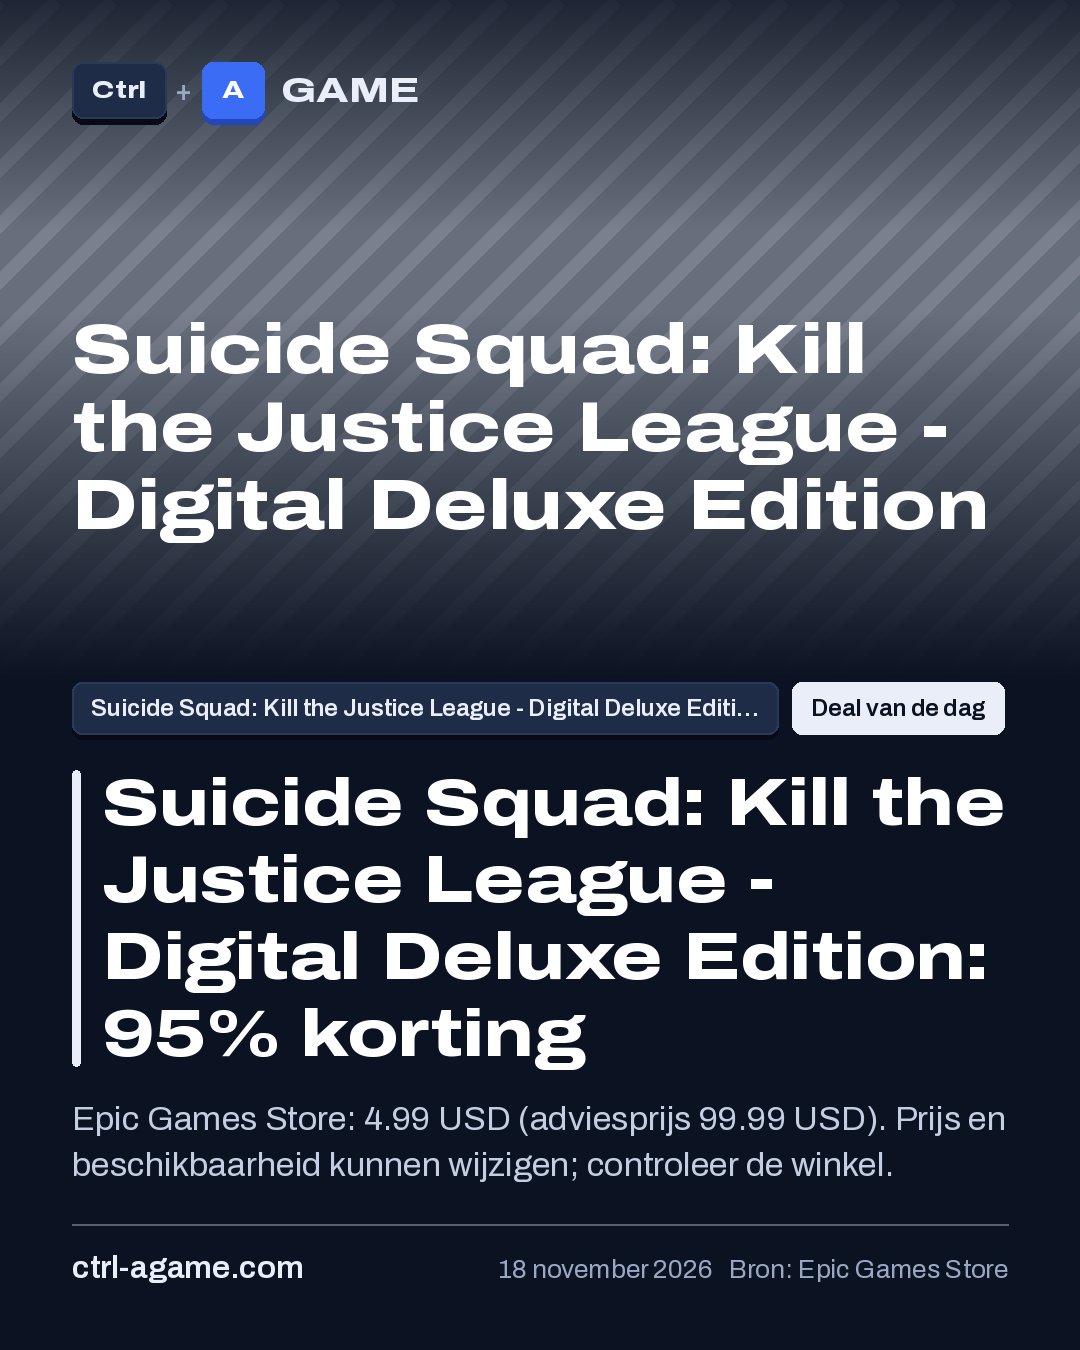 Ctrl + A GAME
Suicide Squad: Kill
the Justice League -
Digital Deluxe Edition
Suicide Squad: Kill the Justice League - Digital Deluxe Editi...
Deal van de dag
Suicide Squad: Kill the
Justice League -
Digital Deluxe Edition:
95% korting
Epic Games Store: 4.99 USD (adviesprijs 99.99 USD). Prijs en
beschikbaarheid kunnen wijzigen; controleer de winkel.
ctrl-agame.com
18 november 2026 Bron: Epic Games Store